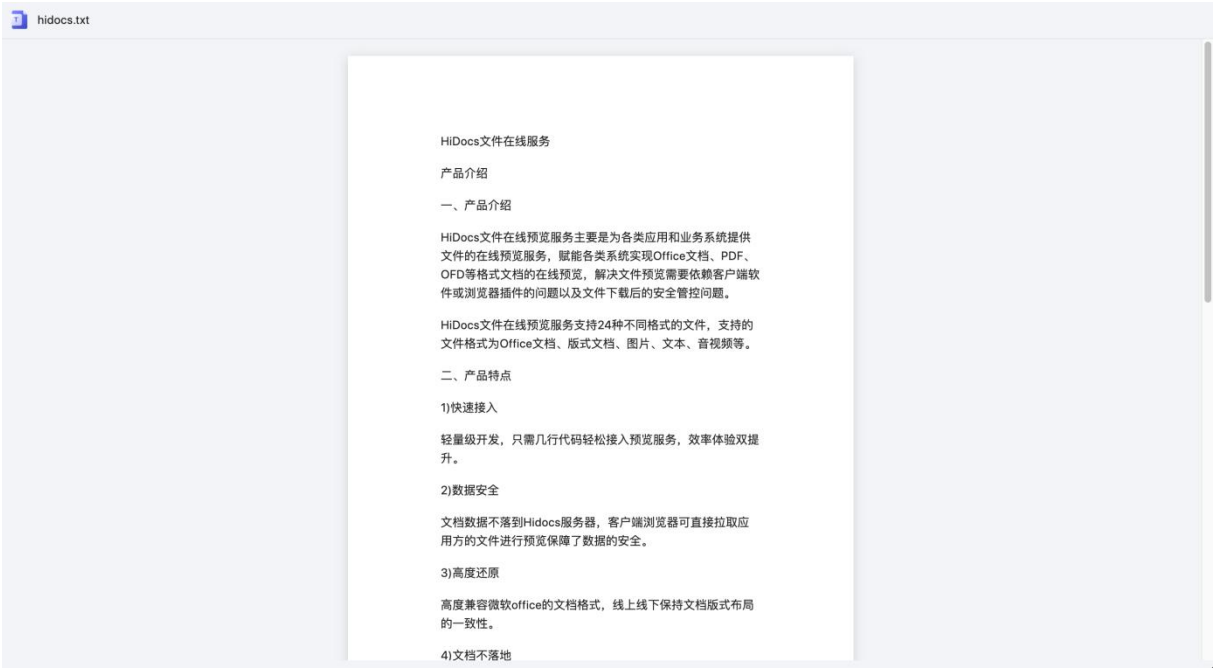 hidocs.txt
HiDocs文件在线服务
产品介绍
一、产品介绍
HiDocs文件在线预览服务主要是为各类应用和业务系统提供
文件的在线预览服务，赋能各类系统实现Office文档、PDF、
OFD等格式文档的在线预览，解决文件预览需要依赖客户端软
件或浏览器插件的问题以及文件下载后的安全管控问题。
HiDocs文件在线预览服务支持24种不同格式的文件，支持的
文件格式为Office文档、版式文档、图片、文本、音视频等。
二、产品特点
1)快速接入
轻量级开发，只需几行代码轻松接入预览服务，效率体验双提
升。
2)数据安全
文档数据不落到Hidocs服务器，客户端浏览器可直接拉取应
用方的文件进行预览保障了数据的安全。
3)高度还原
高度兼容微软office的文档格式，线上线下保持文档版式布局
的一致性。
4)文档不落地